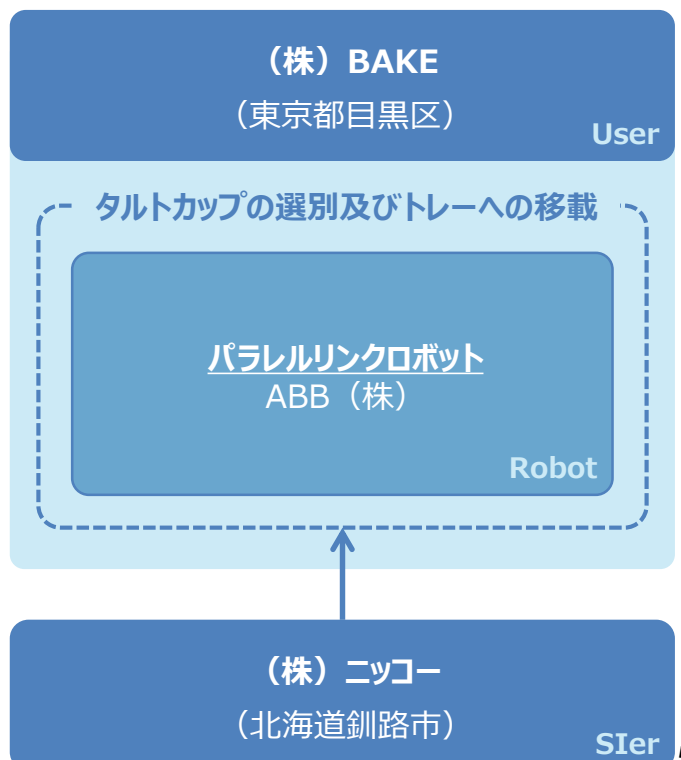 （株）BAKE
（東京都目黒区）
User
タルトカップの選別及びトレーへの移載
パラレルリンクロボット
ABB（株）
Robot
（株）ニッコー
（北海道釧路市）
SIer